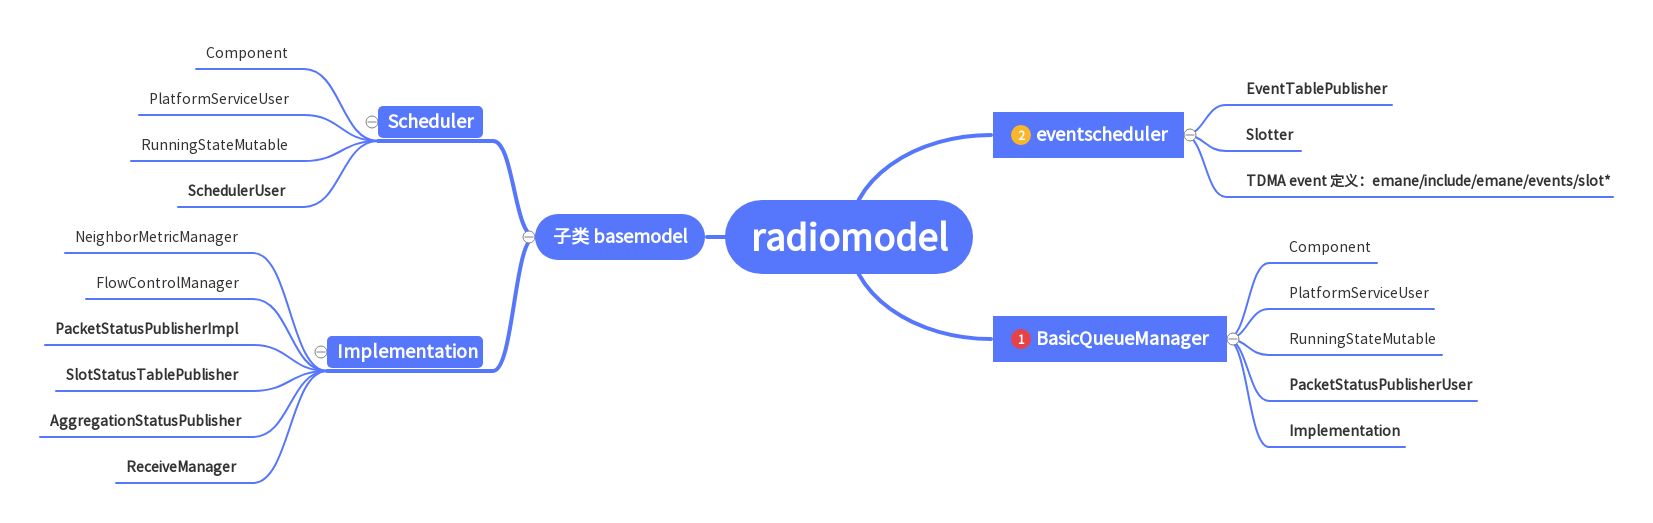 Component
PlatformServiceUser
RunningStateMutable
SchedulerUser
Scheduler
NeighborMetricManager
FlowControlManager
PacketStatusPublisherImpl
SlotStatusTablePublisher
AggregationStatusPublisher
ReceiveManager
Implementation
子类 basemodel
radiomodel
2 eventscheduler
EventTablePublisher
Slotter
TDMA event 定义：emane/include/emane/events/slot*
1 BasicQueueManager
Component
PlatformServiceUser
RunningStateMutable
PacketStatusPublisherUser
Implementation